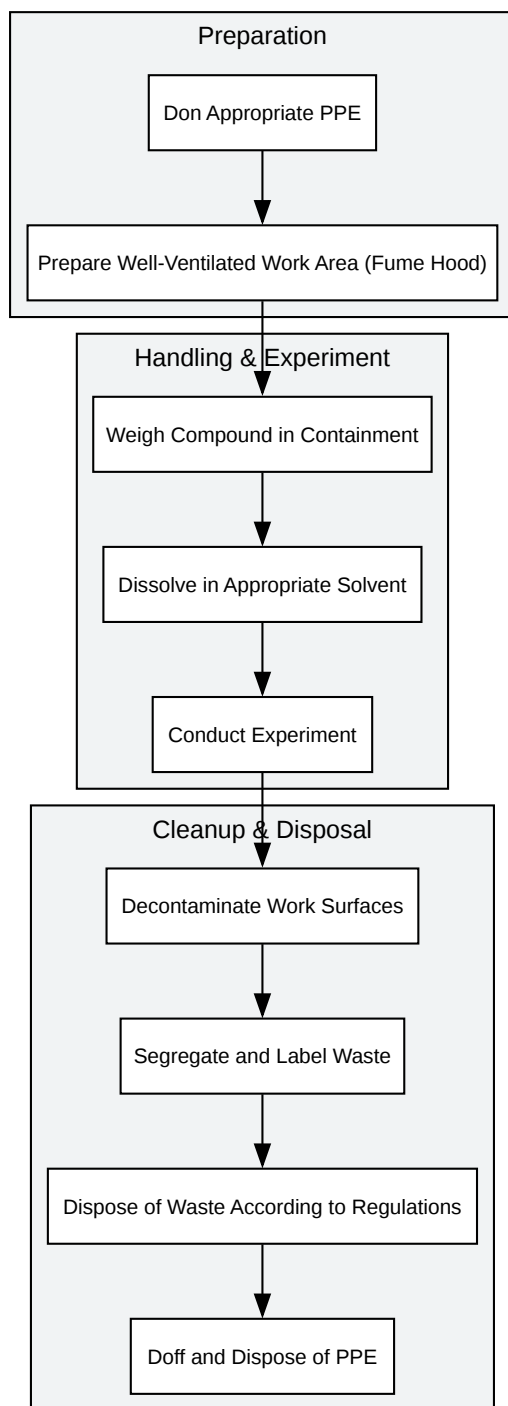 Preparation
Don Appropriate PPE
Prepare Well-Ventilated Work Area (Fume Hood)
Handling & Experiment
Weigh Compound in Containment
Dissolve in Appropriate Solvent
Conduct Experiment
Cleanup & Disposal
Decontaminate Work Surfaces
Segregate and Label Waste
Dispose of Waste According to Regulations
Doff and Dispose of PPE